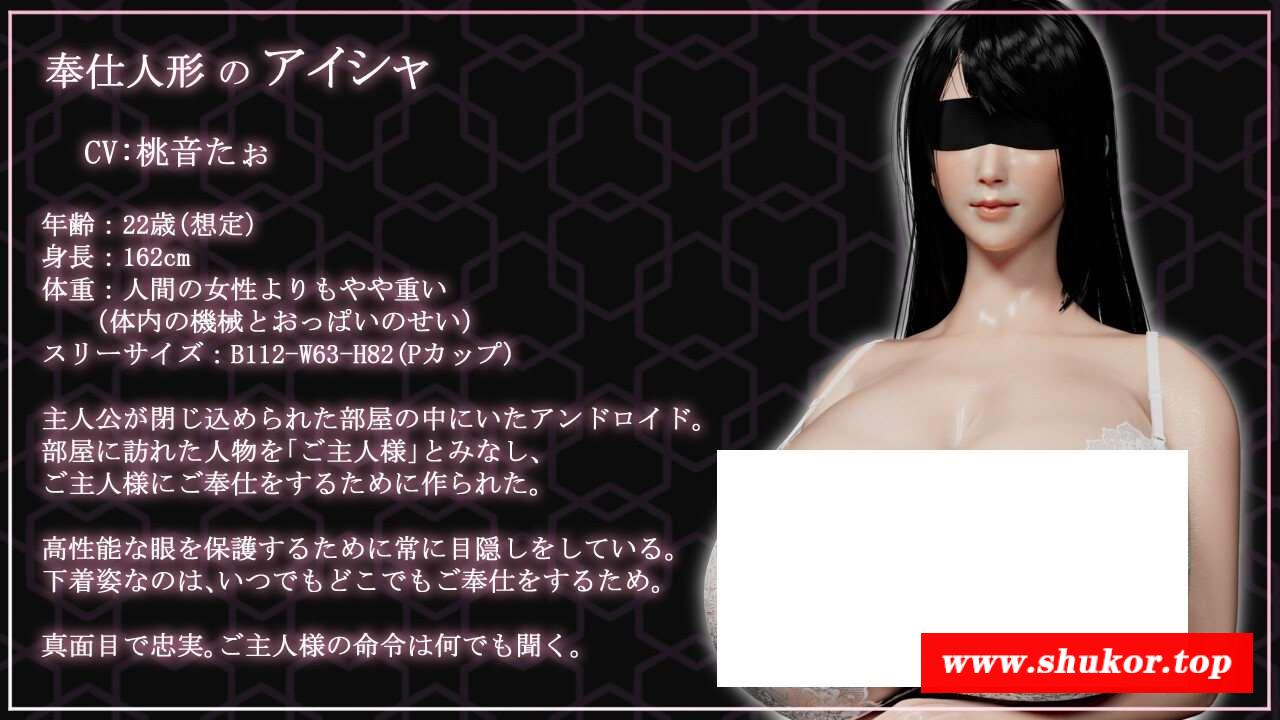 奉仕人形 の アイシャ
CV:桃音たぉ
年齢：22歳(想定)
身長：162cm
体重：人間の女性よりもやや重い
(体内の機械とおっぱいのせい)
スリーサイズ：B112-W63-H82(Pカップ)
主人公が閉じ込められた部屋の中にいたアンドロイド。
部屋に訪れた人物を「ご主人様」とみなし、
ご主人様にご奉仕をするために作られた。
高性能な眼を保護するために常に目隠しをしている。
下着姿なのは、いつでもどこでもご奉仕をするため。
真面目で忠実。ご主人様の命令は何でも聞く。
www.shukor.top